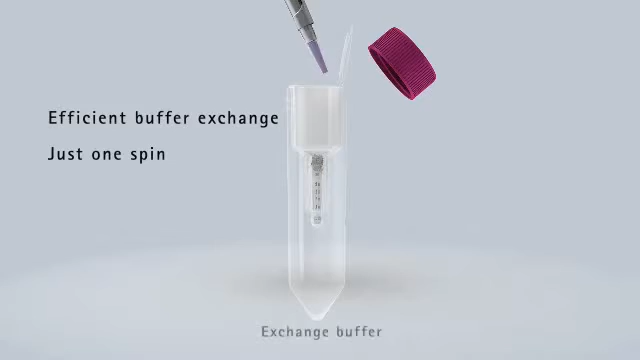 Efficient buffer exchange
Just one spin
Exchange buffer